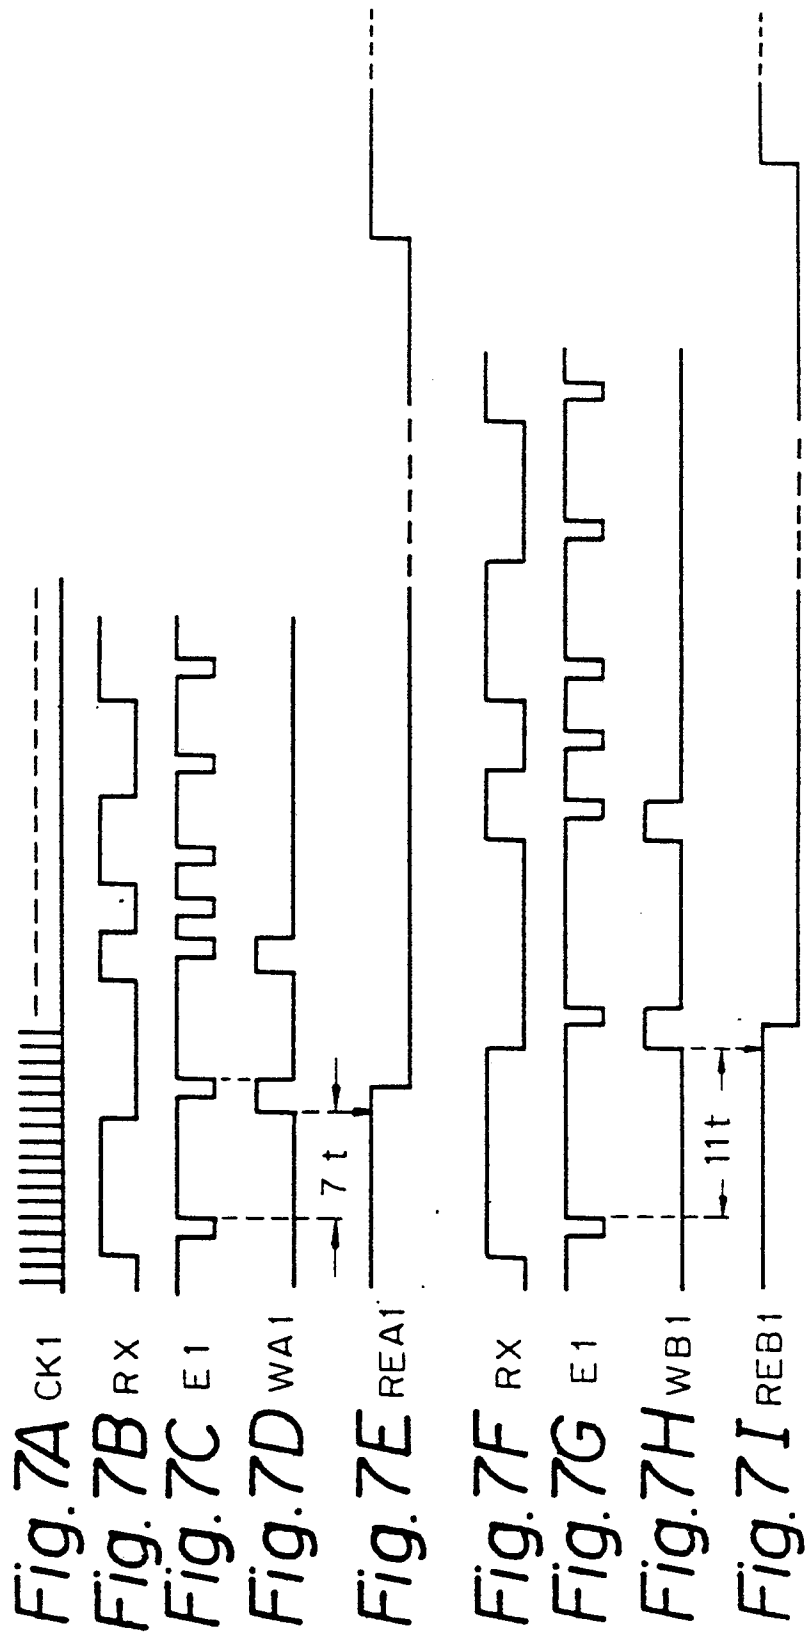 Fig. 7A CK1
Fig. 7B RX
Fig. 7C E1
Fig. 7D WA1
7t
Fig. 7E REA1
Fig. 7F RX
Fig. 7G E1
Fig. 7H WB1
11t
Fig. 7I REB1